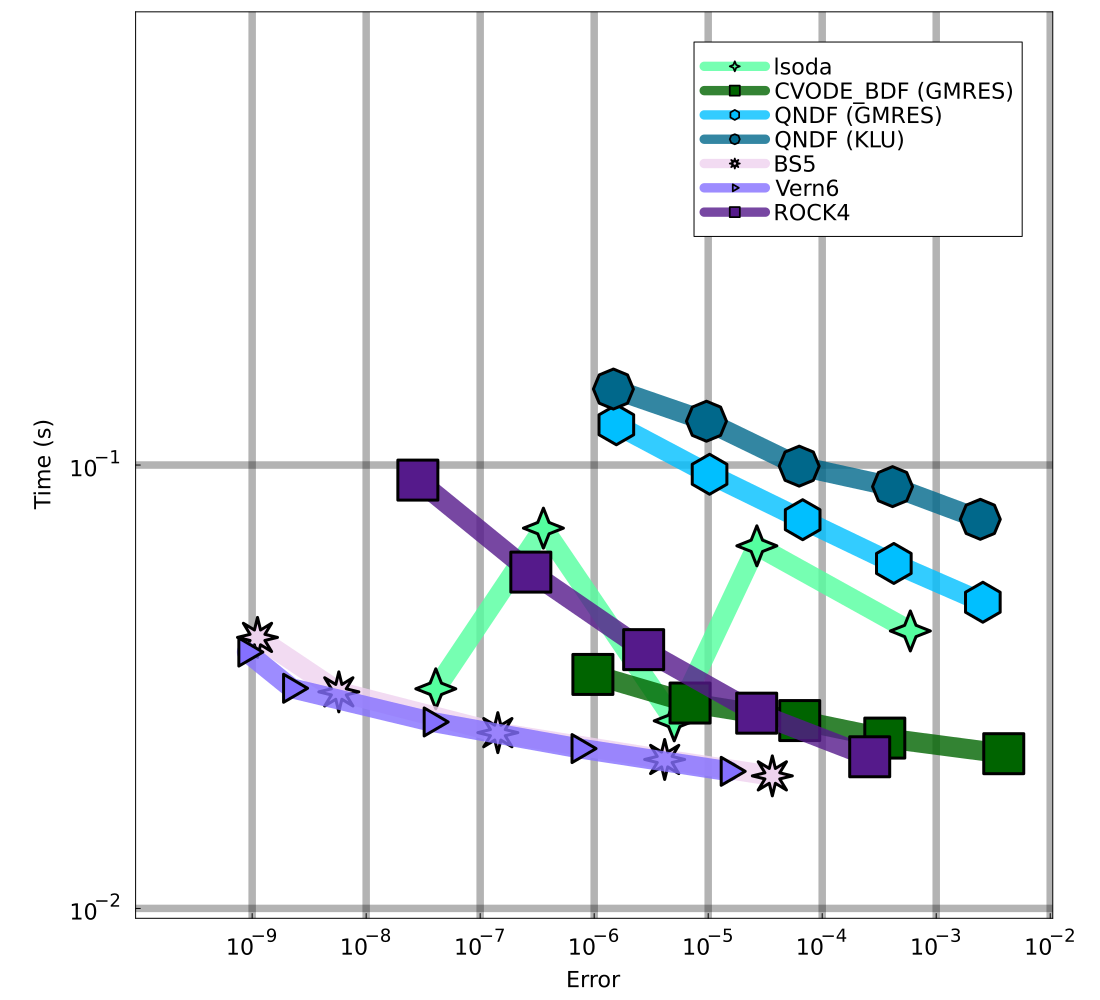 lsoda
CVODE_BDF (GMRES)
QNDF (GMRES)
QNDF (KLU)
BS5
Vern6
ROCK4
Time (s)
10⁻¹
10⁻²
10⁻⁹ 10⁻⁸ 10⁻⁷ 10⁻⁶ 10⁻⁵ 10⁻⁴ 10⁻³ 10⁻²
Error